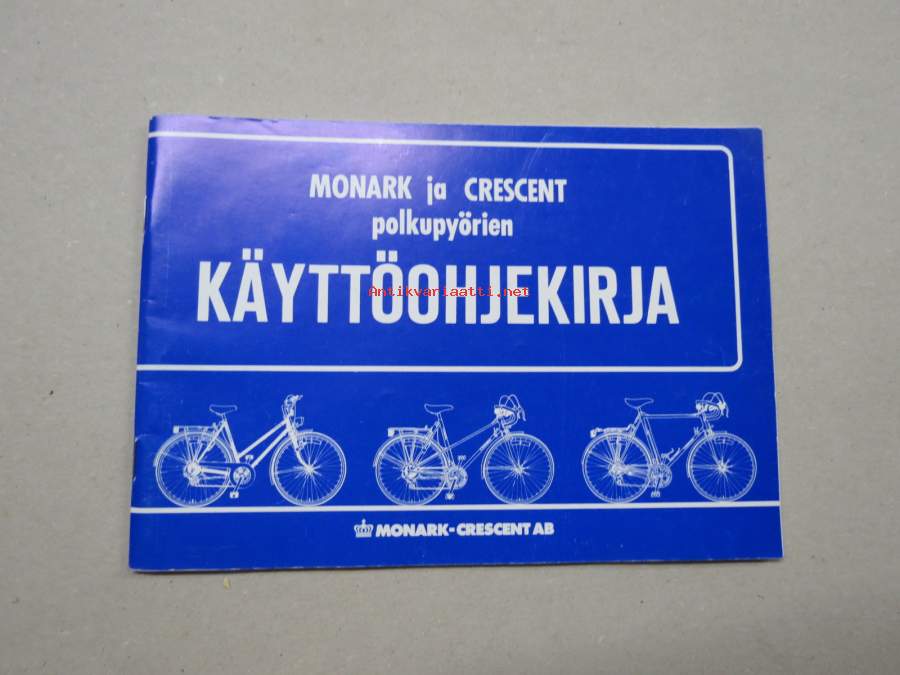 MONARK ja CRESCENT
polkupyörien
KÄYTTÖOHJEKIRJA
Antikvariaatti.net
MONARK-CRESCENT AB